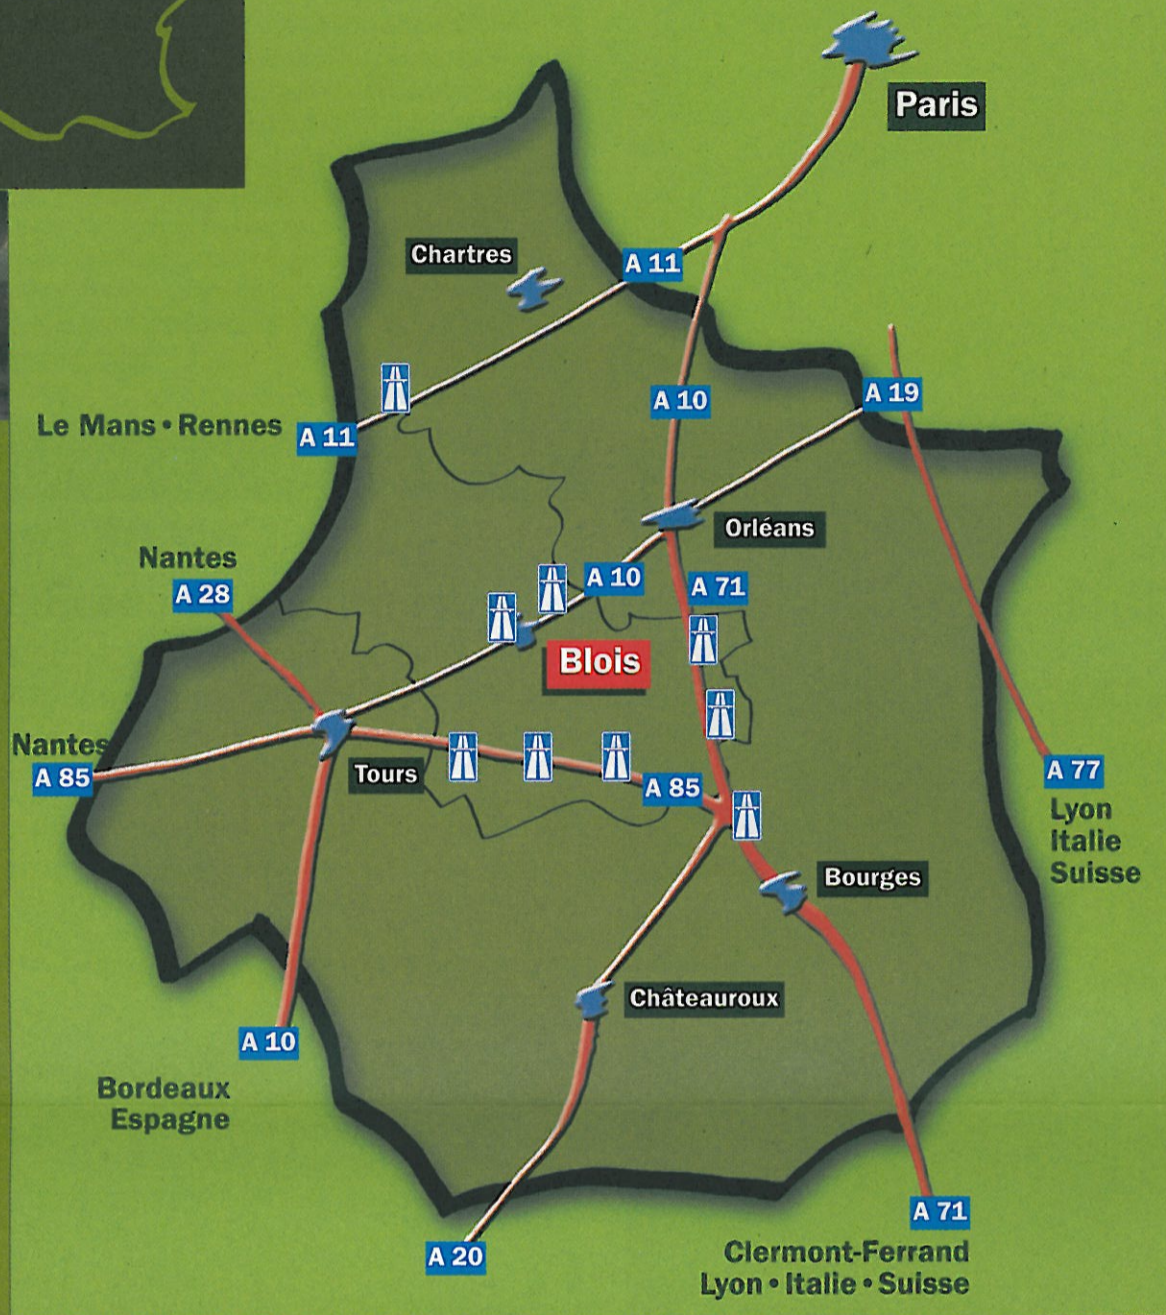 Paris
Chartres
A 11
A 19
A 10
Le Mans • Rennes
A 11
Orléans
Nantes
A 28
A 10
A 71
Blois
Nantes
A 85
Tours
A 85
A 77
Lyon
Italie
Suisse
Bourges
Châteauroux
A 10
Bordeaux
Espagne
A 71
A 20
Clermont-Ferrand
Lyon • Italie • Suisse